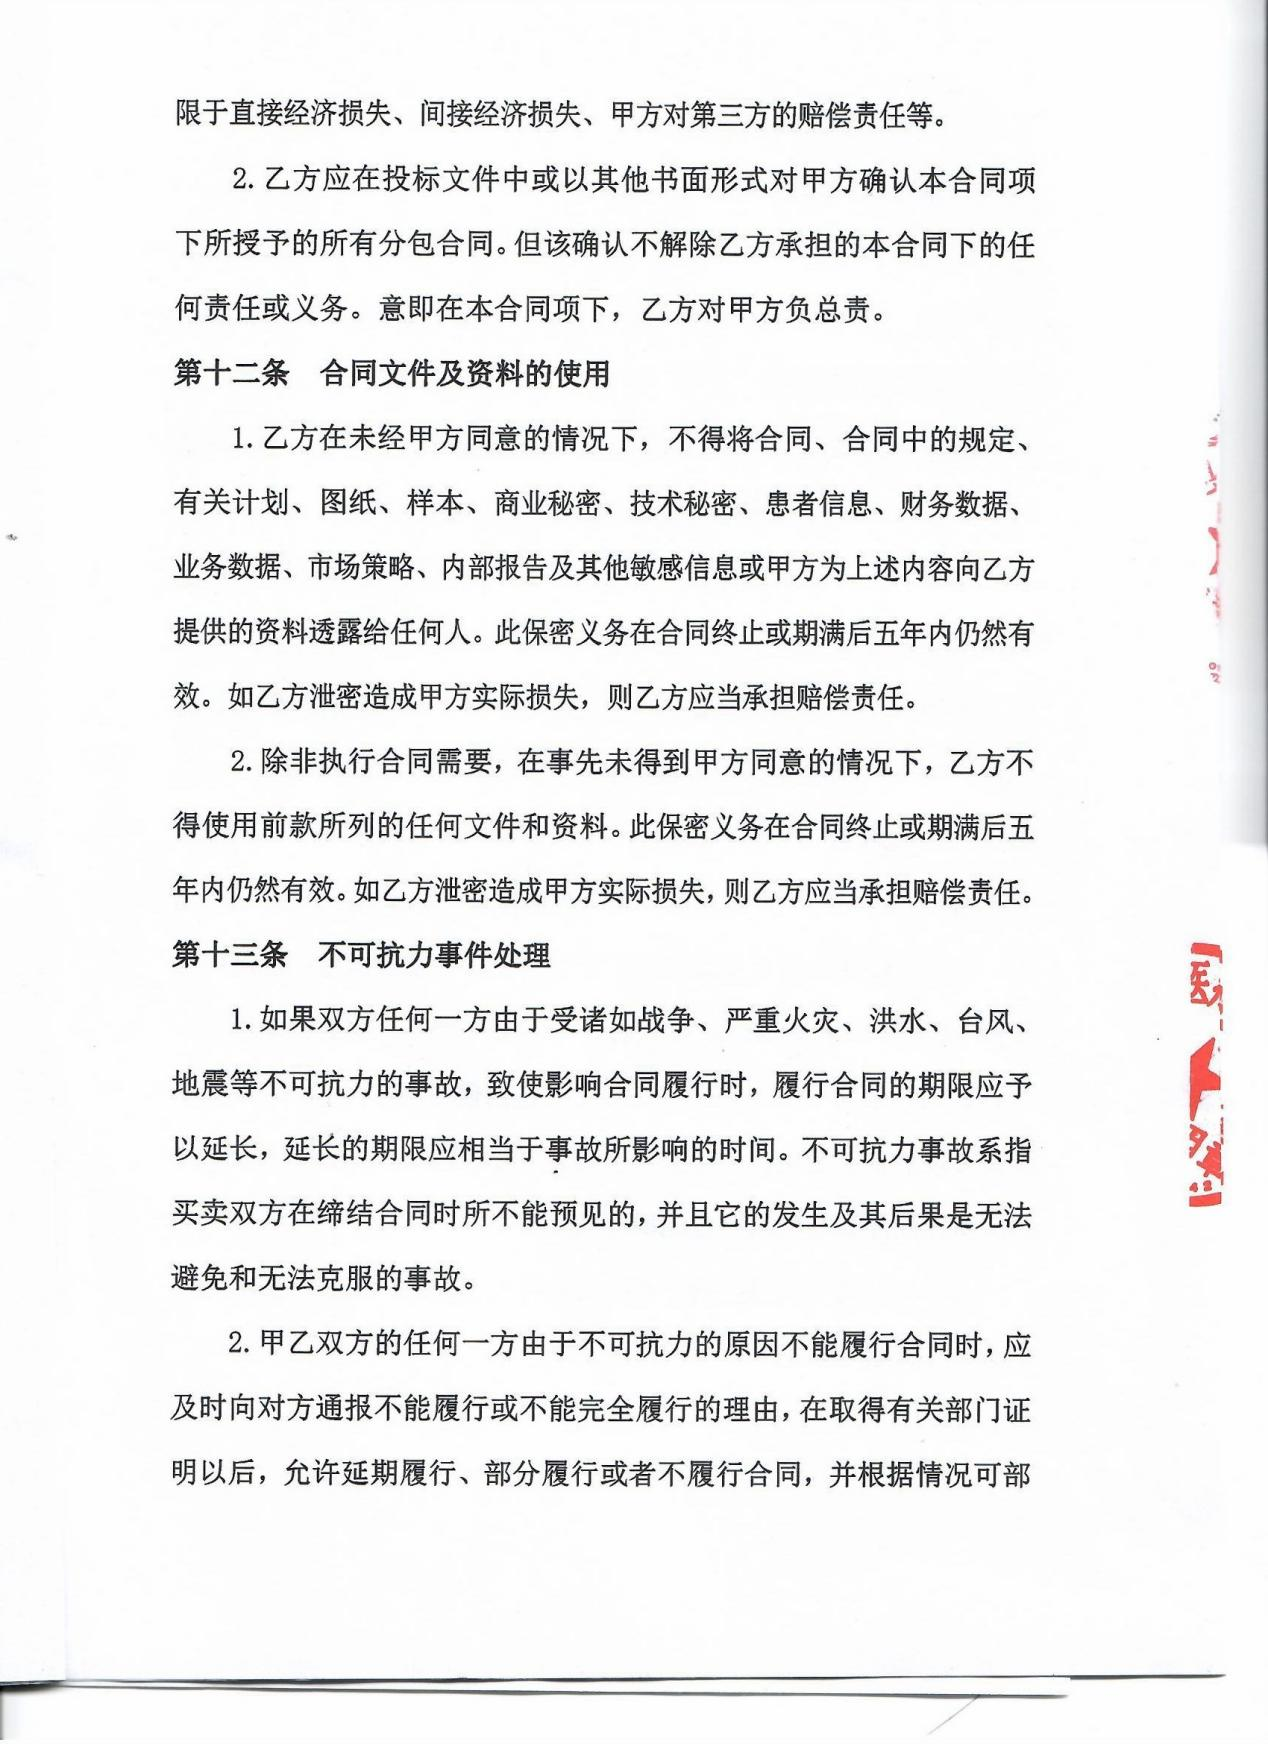 限于直接经济损失、间接经济损失、甲方对第三方的赔偿责任等。
2. 乙方应在投标文件中或以其他书面形式对甲方确认本合同项
下所授予的所有分包合同。但该确认不解除乙方承担的本合同下的任
何责任或义务。意即在本合同项下，乙方对甲方负总责。
第十二条　合同文件及资料的使用
1. 乙方在未经甲方同意的情况下，不得将合同、合同中的规定、
有关计划、图纸、样本、商业秘密、技术秘密、患者信息、财务数据、
业务数据、市场策略、内部报告及其他敏感信息或甲方为上述内容向乙方
提供的资料透露给任何人。此保密义务在合同终止或期满后五年内仍然有
效。如乙方泄密造成甲方实际损失，则乙方应当承担赔偿责任。
2. 除非执行合同需要，在事先未得到甲方同意的情况下，乙方不
得使用前款所列的任何文件和资料。此保密义务在合同终止或期满后五
年内仍然有效。如乙方泄密造成甲方实际损失，则乙方应当承担赔偿责任。
第十三条　不可抗力事件处理
1. 如果双方任何一方由于受诸如战争、严重火灾、洪水、台风、
地震等不可抗力的事故，致使影响合同履行时，履行合同的期限应予
以延长，延长的期限应相当于事故所影响的时间。不可抗力事故系指
买卖双方在缔结合同时所不能预见的，并且它的发生及其后果是无法
避免和无法克服的事故。
2. 甲乙双方的任何一方由于不可抗力的原因不能履行合同时，应
及时向对方通报不能履行或不能完全履行的理由，在取得有关部门证
明以后，允许延期履行、部分履行或者不履行合同，并根据情况可部